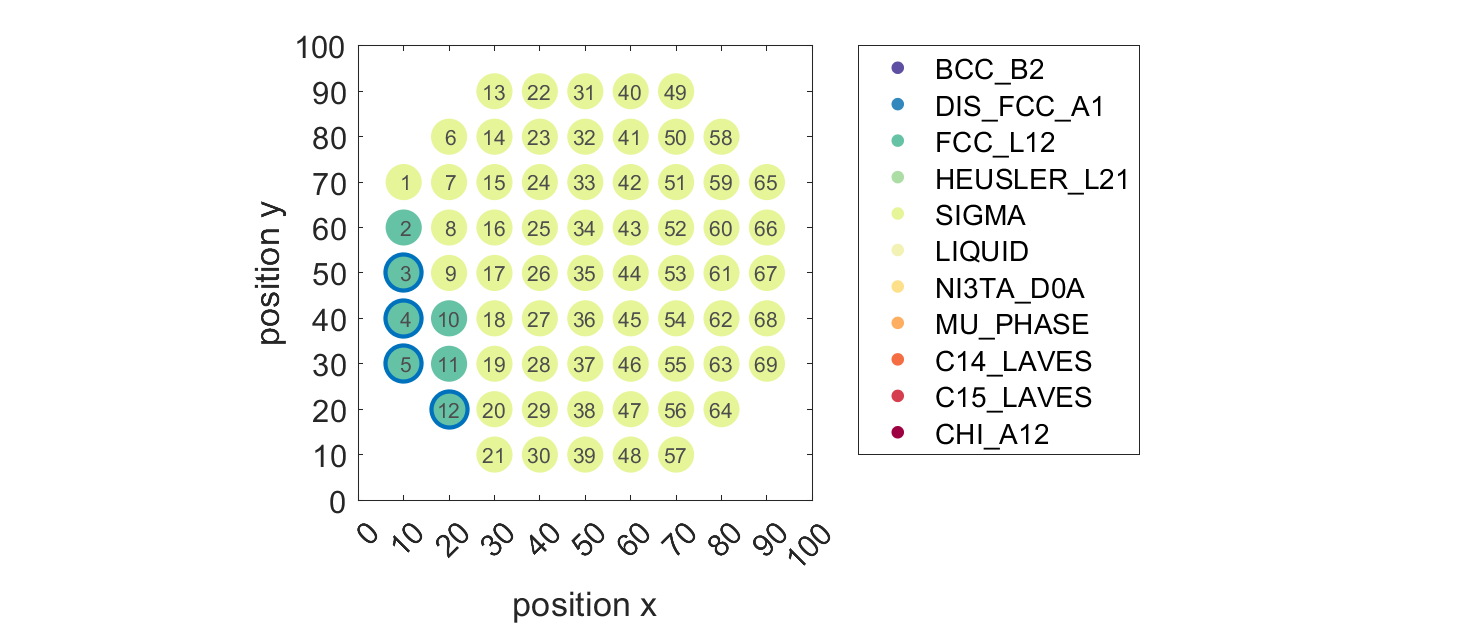 100
90
80
70
60
50
40
30
20
10
0
position y
13 22 31 40 49
6 14 23 32 41 50 58
1 7 15 24 33 42 51 59 65
2 8 16 25 34 43 52 60 66
3 9 17 26 35 44 53 61 67
4 10 18 27 36 45 54 62 68
5 11 19 28 37 46 55 63 69
12 20 29 38 47 56 64
21 30 39 48 57
0 10 20 30 40 50 60 70 80 90 100
position x
BCC_B2
DIS_FCC_A1
FCC_L12
HEUSLER_L21
SIGMA
LIQUID
NI3TA_D0A
MU_PHASE
C14_LAVES
C15_LAVES
CHI_A12